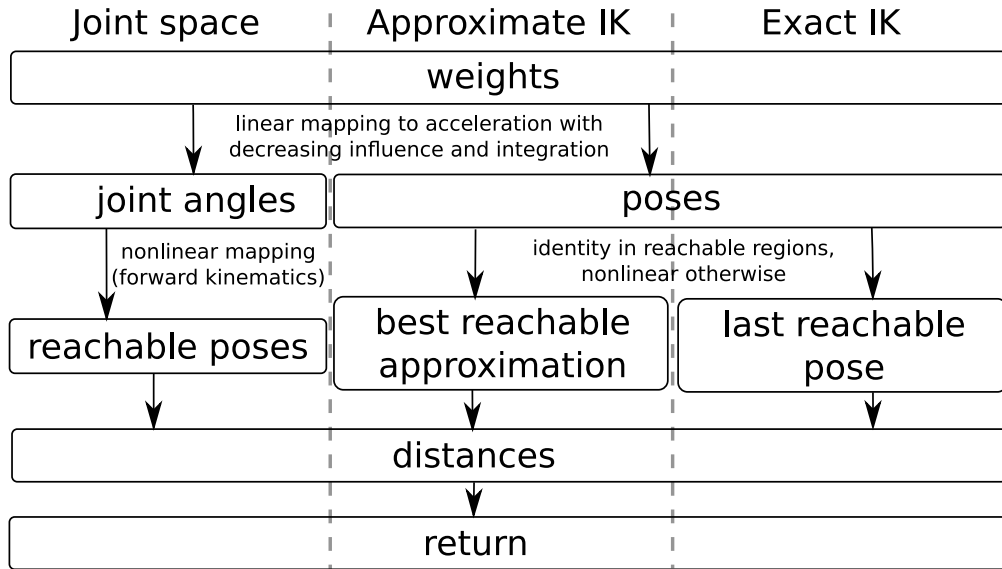 Joint space
Approximate IK
Exact IK
weights
linear mapping to acceleration with
decreasing influence and integration
joint angles
poses
nonlinear mapping
(forward kinematics)
identity in reachable regions,
nonlinear otherwise
reachable poses
best reachable
approximation
last reachable
pose
distances
return